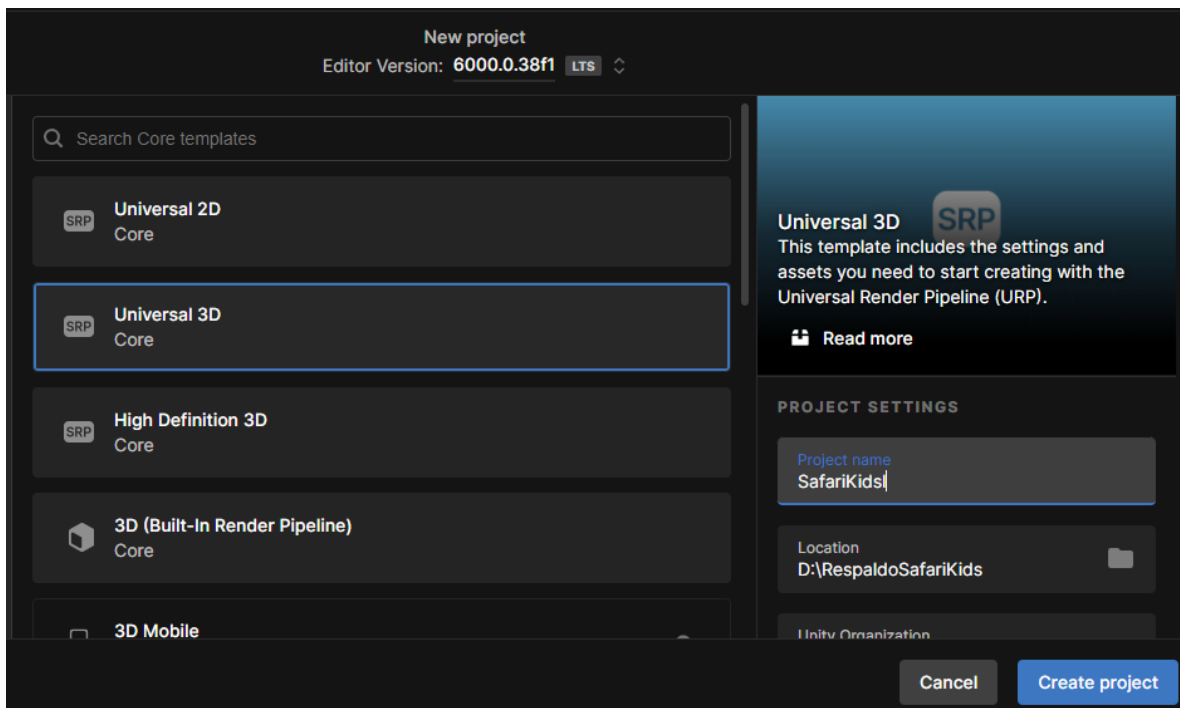 New project
Editor Version: 6000.0.38f1 LTS
Search Core templates
SRP
Universal 2D
Core
SRP
Universal 3D
Core
SRP
High Definition 3D
Core
3D (Built-In Render Pipeline)
Core
3D Mobile
SRP
Universal 3D
This template includes the settings and
assets you need to start creating with the
Universal Render Pipeline (URP).
Read more
PROJECT SETTINGS
Project name
SafariKids
Location
D:\RespaldoSafariKids
Unity Organization
Cancel
Create project